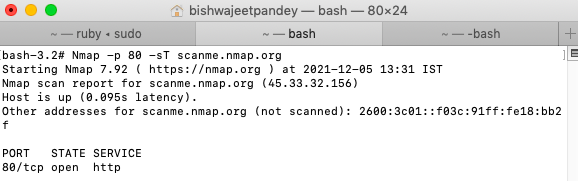 bishwajeetpandey — bash — 80×24
~ — ruby ◂ sudo
~ — bash
~ — -bash
bash-3.2# Nmap -p 80 -sT scanme.nmap.org
Starting Nmap 7.92 ( https://nmap.org ) at 2021-12-05 13:31 IST
Nmap scan report for scanme.nmap.org (45.33.32.156)
Host is up (0.095s latency).
Other addresses for scanme.nmap.org (not scanned): 2600:3c01::f03c:91ff:fe18:bb2
f
PORT   STATE SERVICE
80/tcp open  http